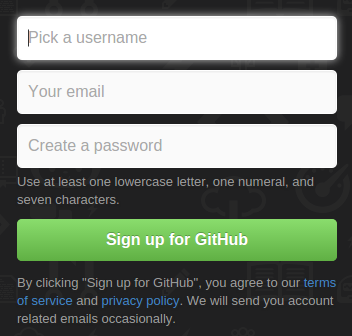 Pick a username
Your email
Create a password
Use at least one lowercase letter, one numeral, and
seven characters.
Sign up for GitHub
By clicking "Sign up for GitHub", you agree to our terms
of service and privacy policy. We will send you account
related emails occasionally.